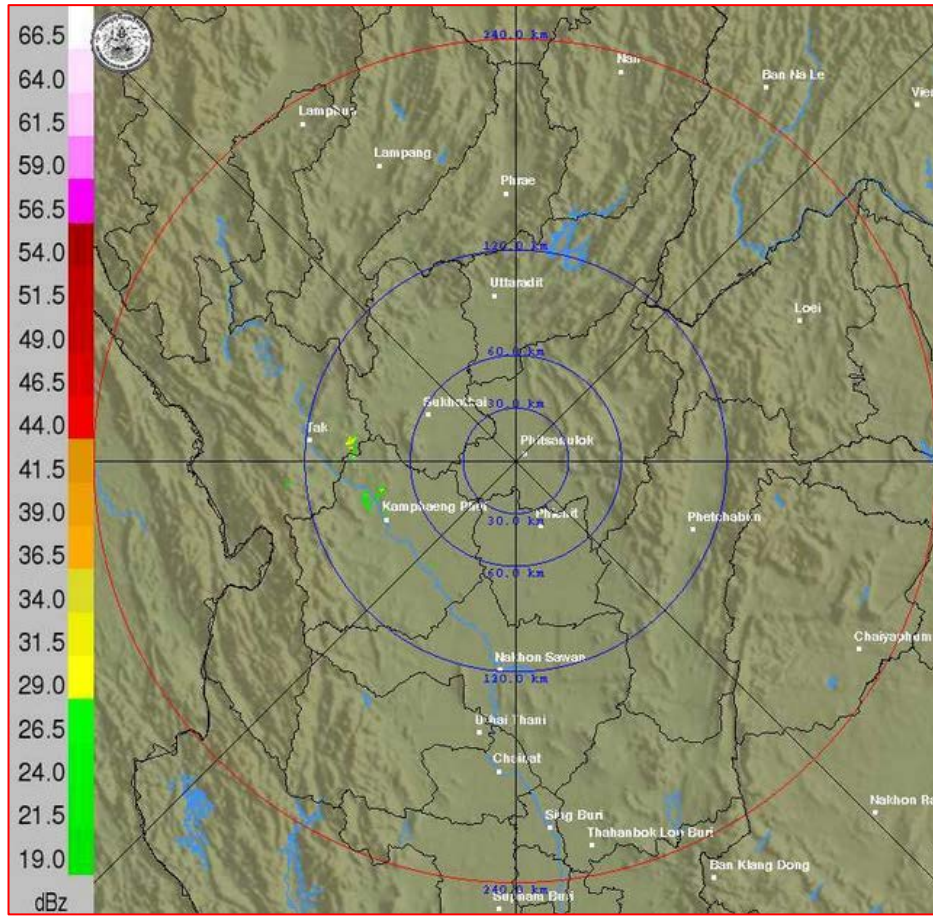 66.5
64.0
61.5
59.0
56.5
54.0
51.5
49.0
46.5
44.0
41.5
39.0
36.5
34.0
31.5
29.0
26.5
24.0
21.5
19.0
dBz
240.0 km
Nan
Ban Na Le
Vien
Lamphun
Lampang
Phrae
120.0 km
Uttaradit
Loei
60.0 km
30.0 km
Sukhothai
Tak
Phitsanulok
Kamphaeng Phet
30.0 km
Phichit
Phetchabun
60.0 km
Chaiyaphum
Nakhon Sawan
120.0 km
Uthai Thani
Chainat
Sing Buri
Nakhon Ra
Thahanbok Lop Buri
Ban Klang Dong
240.0 km
Suphan Buri